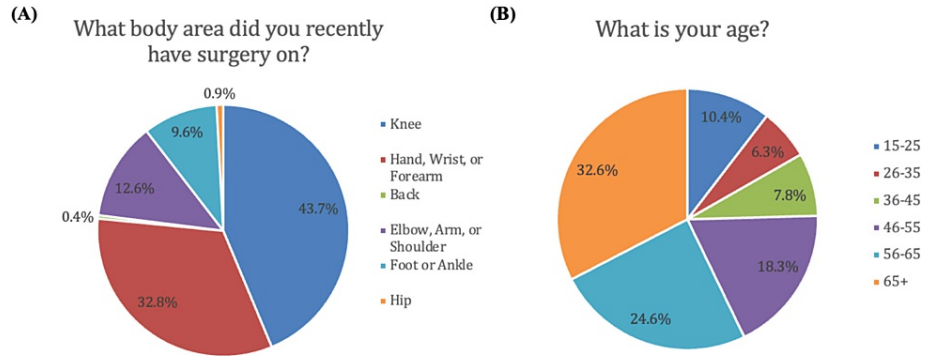 (A)
What body area did you recently
have surgery on?
0.9%
9.6%
12.6%
0.4%
43.7%
32.8%
Knee
Hand, Wrist, or
Forearm
Back
Elbow, Arm, or
Shoulder
Foot or Ankle
Hip
(B)
What is your age?
10.4%
6.3%
7.8%
18.3%
24.6%
32.6%
15-25
26-35
36-45
46-55
56-65
65+